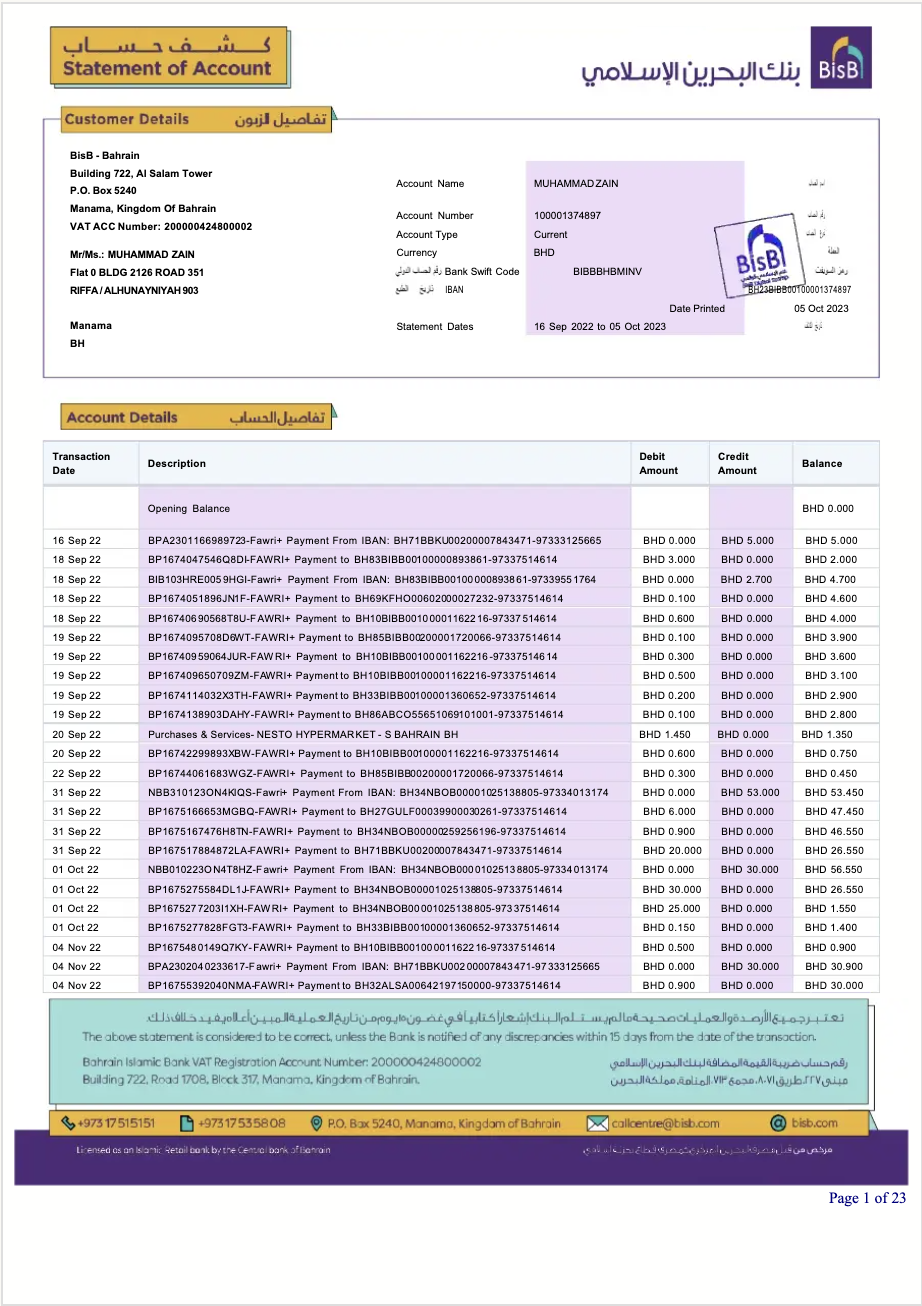 كشف حساب
Statement of Account
بنك البحرين الإسلامي
BisB
Customer Details تفاصيل الزبون
BisB - Bahrain
Building 722, Al Salam Tower
P.O. Box 5240
Manama, Kingdom Of Bahrain
VAT ACC Number: 200000424800002
Mr/Ms.: MUHAMMAD ZAIN
Flat 0 BLDG 2126 ROAD 351
RIFFA / ALHUNAYNIYAH 903
Manama
BH
Account Name MUHAMMAD ZAIN اسم الحساب
Account Number 100001374897 رقم الحساب
Account Type Current نوع الحساب
Currency BHD العملة
رقم الحساب الدولي Bank Swift Code BIBBBHBMINV رمز السويفت
تاريخ الطبع IBAN BH23BIBB00100001374897
Date Printed 05 Oct 2023
Statement Dates 16 Sep 2022 to 05 Oct 2023
BisB
Account Details تفاصيل الحساب
Transaction Date Description Debit Amount Credit Amount Balance
Opening Balance BHD 0.000
16 Sep 22 BPA2301166989723-Fawri+ Payment From IBAN: BH71BBKU00200007843471-97333125665 BHD 0.000 BHD 5.000 BHD 5.000
18 Sep 22 BP1674047546Q8DI-FAWRI+ Payment to BH83BIBB00100000893861-97337514614 BHD 3.000 BHD 0.000 BHD 2.000
18 Sep 22 BIB103HRE0059HGI-Fawri+ Payment From IBAN: BH83BIBB00100000893861-97339551764 BHD 0.000 BHD 2.700 BHD 4.700
18 Sep 22 BP1674051896JN1F-FAWRI+ Payment to BH69KFHO00602000027232-97337514614 BHD 0.100 BHD 0.000 BHD 4.600
18 Sep 22 BP16740690568T8U-FAWRI+ Payment to BH10BIBB00100001162216-97337514614 BHD 0.600 BHD 0.000 BHD 4.000
19 Sep 22 BP1674095708D6WT-FAWRI+ Payment to BH85BIBB00200001720066-97337514614 BHD 0.100 BHD 0.000 BHD 3.900
19 Sep 22 BP16740959064JUR-FAWRI+ Payment to BH10BIBB00100001162216-97337514614 BHD 0.300 BHD 0.000 BHD 3.600
19 Sep 22 BP167409650709ZM-FAWRI+ Payment to BH10BIBB00100001162216-97337514614 BHD 0.500 BHD 0.000 BHD 3.100
19 Sep 22 BP1674114032X3TH-FAWRI+ Payment to BH33BIBB00100001360652-97337514614 BHD 0.200 BHD 0.000 BHD 2.900
19 Sep 22 BP1674138903DAHY-FAWRI+ Payment to BH86ABCO55651069101001-97337514614 BHD 0.100 BHD 0.000 BHD 2.800
20 Sep 22 Purchases & Services- NESTO HYPERMARKET - S BAHRAIN BH BHD 1.450 BHD 0.000 BHD 1.350
20 Sep 22 BP16742299893XBW-FAWRI+ Payment to BH10BIBB00100001162216-97337514614 BHD 0.600 BHD 0.000 BHD 0.750
22 Sep 22 BP16744061683WGZ-FAWRI+ Payment to BH85BIBB00200001720066-97337514614 BHD 0.300 BHD 0.000 BHD 0.450
31 Sep 22 NBB310123ON4KIQS-Fawri+ Payment From IBAN: BH34NBOB00001025138805-97334013174 BHD 0.000 BHD 53.000 BHD 53.450
31 Sep 22 BP1675166653MGBQ-FAWRI+ Payment to BH27GULF00039900030261-97337514614 BHD 6.000 BHD 0.000 BHD 47.450
31 Sep 22 BP1675167476H8TN-FAWRI+ Payment to BH34NBOB00000259256196-97337514614 BHD 0.900 BHD 0.000 BHD 46.550
31 Sep 22 BP167517884872LA-FAWRI+ Payment to BH71BBKU00200007843471-97337514614 BHD 20.000 BHD 0.000 BHD 26.550
01 Oct 22 NBB010223ON4T8HZ-Fawri+ Payment From IBAN: BH34NBOB00001025138805-97334013174 BHD 0.000 BHD 30.000 BHD 56.550
01 Oct 22 BP1675275584DL1J-FAWRI+ Payment to BH34NBOB00001025138805-97337514614 BHD 30.000 BHD 0.000 BHD 26.550
01 Oct 22 BP1675277203I1XH-FAWRI+ Payment to BH34NBOB00001025138805-97337514614 BHD 25.000 BHD 0.000 BHD 1.550
01 Oct 22 BP1675277828FGT3-FAWRI+ Payment to BH33BIBB00100001360652-97337514614 BHD 0.150 BHD 0.000 BHD 1.400
04 Nov 22 BP1675480149Q7KY-FAWRI+ Payment to BH10BIBB00100001162216-97337514614 BHD 0.500 BHD 0.000 BHD 0.900
04 Nov 22 BPA2302040233617-Fawri+ Payment From IBAN: BH71BBKU00200007843471-97333125665 BHD 0.000 BHD 30.000 BHD 30.900
04 Nov 22 BP16755392040NMA-FAWRI+ Payment to BH32ALSA00642197150000-97337514614 BHD 0.900 BHD 0.000 BHD 30.000
تعتبر جميع الأرصدة والعمليات صحيحة مالم يستلم البنك إشعاراً كتابياً في غضون ١٥ يوم من تاريخ العملية المبين أعلاه يفيد خلاف ذلك.
The above statement is considered to be correct, unless the Bank is notified of any discrepancies within 15 days from the date of the transaction.
Bahrain Islamic Bank VAT Registration Account Number: 200000424800002 رقم حساب ضريبة القيمة المضافة لبنك البحرين الإسلامي
Building 722, Road 1708, Block 317, Manama, Kingdom of Bahrain. مبنى ٢٢٧، طريق ٨٠٧١، مجمع ٧١٣، المنامة، مملكة البحرين
+973 17 515151 +973 17 535808 P.O. Box 5240, Manama, Kingdom of Bahrain callcentre@bisb.com bisb.com
Licensed as an Islamic Retail bank by the Central bank of Bahrain
Page 1 of 23